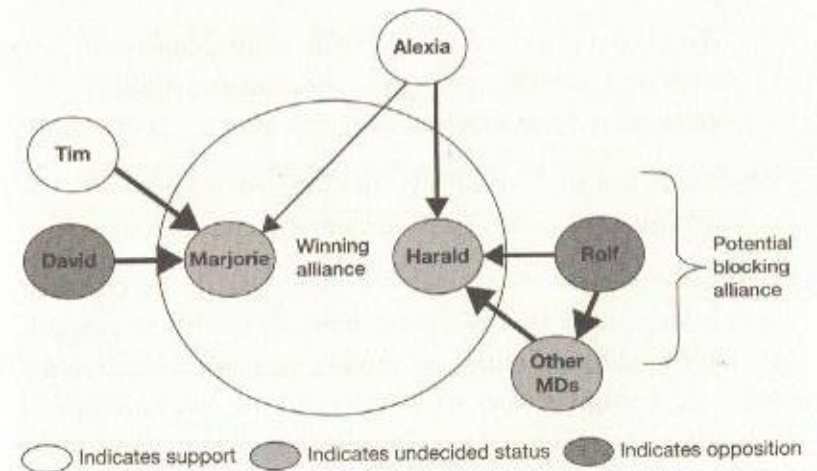 Alexia
Tim
David
Marjorie
Winning
alliance
Harald
Rolf
Potential
blocking
alliance
Other
MDs
Indicates support
Indicates undecided status
Indicates opposition